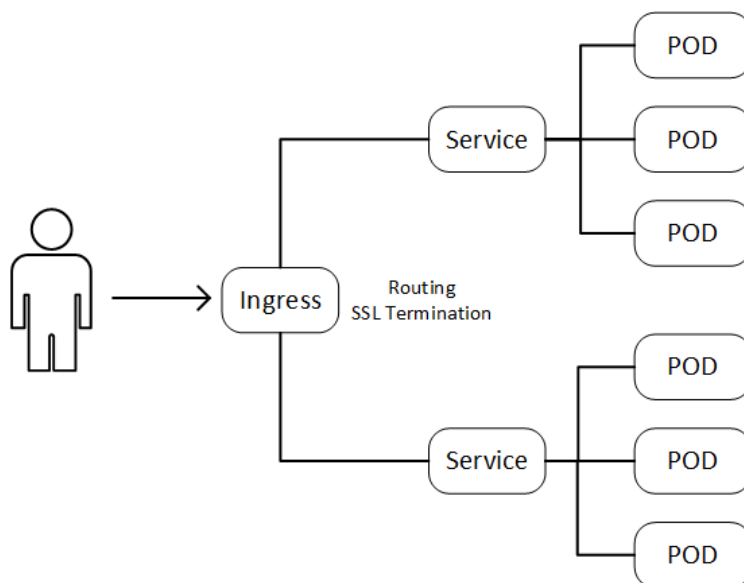 POD
Service
POD
POD
Ingress
Routing
SSL Termination
POD
Service
POD
POD